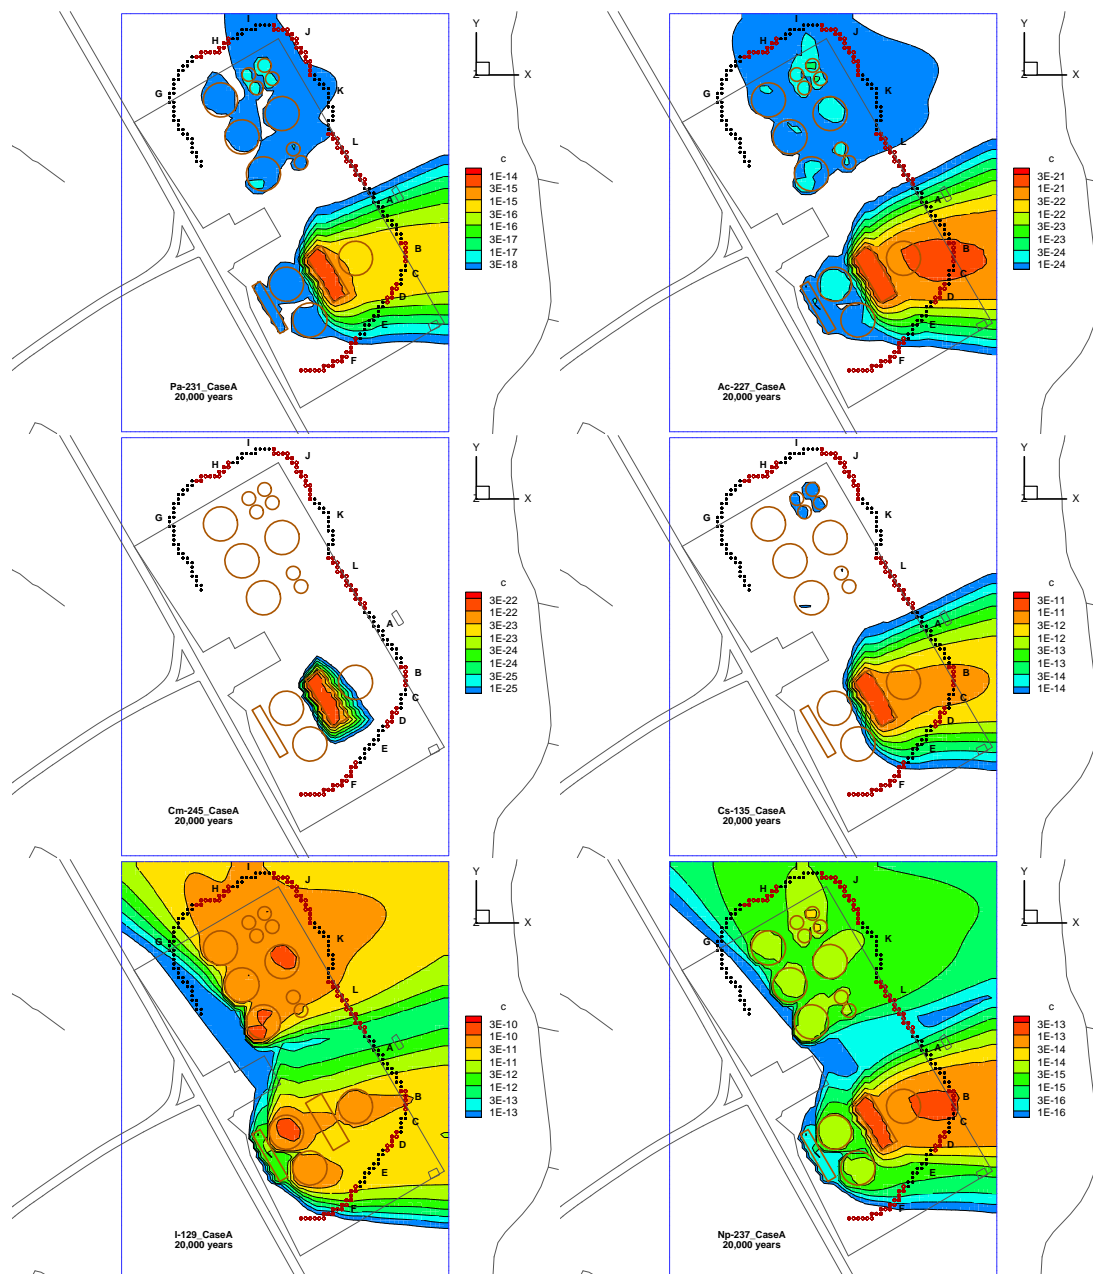 I
H
J
G
K
L
A
B
C
D
E
F
Pa-231_CaseA
20,000 years
Y
Z
X
c
1E-14
3E-15
1E-15
3E-16
1E-16
3E-17
1E-17
3E-18
I
H
J
G
K
L
A
B
C
D
E
F
Ac-227_CaseA
20,000 years
Y
Z
X
c
3E-21
1E-21
3E-22
1E-22
3E-23
1E-23
3E-24
1E-24
I
H
J
G
K
L
A
B
C
D
E
F
Cm-245_CaseA
20,000 years
Y
Z
X
c
3E-22
1E-22
3E-23
1E-23
3E-24
1E-24
3E-25
1E-25
I
H
J
G
K
L
A
B
C
D
E
F
Cs-135_CaseA
20,000 years
Y
Z
X
c
3E-11
1E-11
3E-12
1E-12
3E-13
1E-13
3E-14
1E-14
I
H
J
G
K
L
A
B
C
D
E
F
I-129_CaseA
20,000 years
Y
Z
X
c
3E-10
1E-10
3E-11
1E-11
3E-12
1E-12
3E-13
1E-13
I
H
J
G
K
L
A
B
C
D
E
F
Np-237_CaseA
20,000 years
Y
Z
X
c
3E-13
1E-13
3E-14
1E-14
3E-15
1E-15
3E-16
1E-16